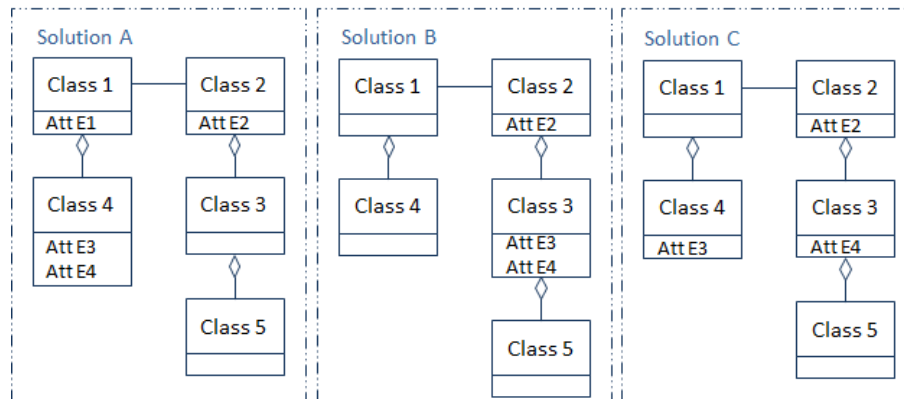 Solution A
Class 1
Att E1
Class 2
Att E2
Class 4
Att E3
Att E4
Class 3
Class 5
Solution B
Class 1
Class 2
Att E2
Class 4
Class 3
Att E3
Att E4
Class 5
Solution C
Class 1
Class 2
Att E2
Class 4
Att E3
Class 3
Att E4
Class 5